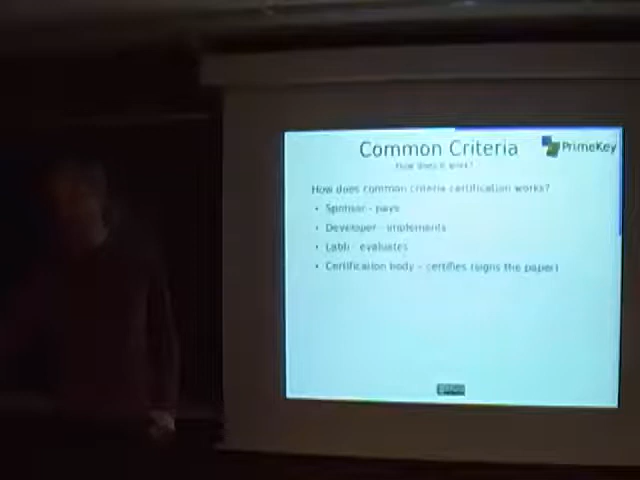 Common Criteria
PrimeKey
How does it work?
How does common criteria certification works?
• Sponsor - pays
• Developer - implements
• Lab - evaluates
• Certification body - certifies (signs the paper)